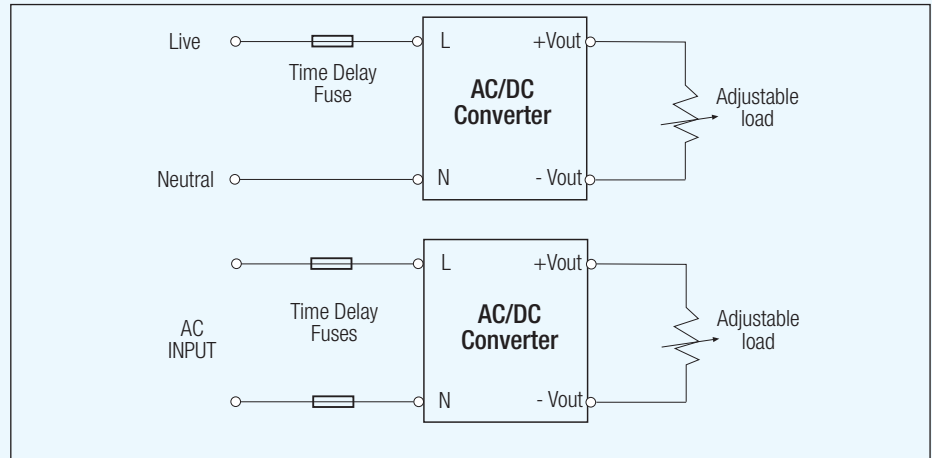 Live
L
+Vout
Time Delay
Fuse
AC/DC
Converter
Adjustable
load
Neutral
N
- Vout
L
+Vout
AC
INPUT
Time Delay
Fuses
AC/DC
Converter
Adjustable
load
N
- Vout